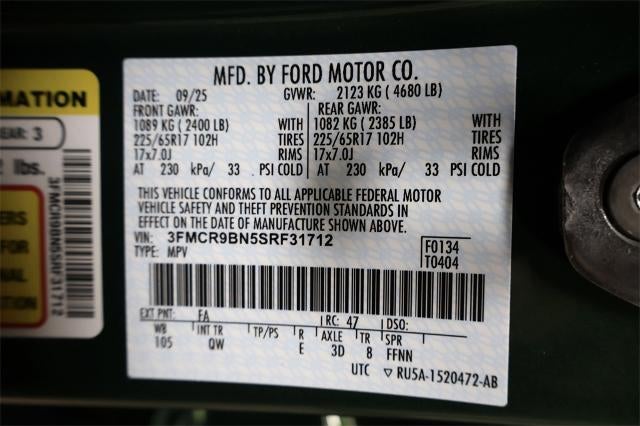 MFD. BY FORD MOTOR CO.
DATE: 09/25 GVWR: 2123 KG ( 4680 LB)
FRONT GAWR: REAR GAWR:
1089 KG ( 2400 LB) WITH 1082 KG ( 2385 LB) WITH
225/65R17 102H TIRES 225/65R17 102H TIRES
17x7.0J RIMS 17x7.0J RIMS
AT 230 kPa/ 33 PSI COLD AT 230 kPa/ 33 PSI COLD
THIS VEHICLE CONFORMS TO ALL APPLICABLE FEDERAL MOTOR
VEHICLE SAFETY AND THEFT PREVENTION STANDARDS IN
EFFECT ON THE DATE OF MANUFACTURE SHOWN ABOVE.
VIN: 3FMCR9BN5SRF31712 F0134
TYPE: MPV T0404
EXT PNT: FA RC: 47 DSO:
WB INT TR TP/PS R AXLE TR SPR
105 QW E 3D 8 FFNN
UTC ▽ RU5A-1520472-AB
MATION
EAR: 3
lbs.
ERS
FOR
NAL
ION
3FMCR9BN5SRF31712